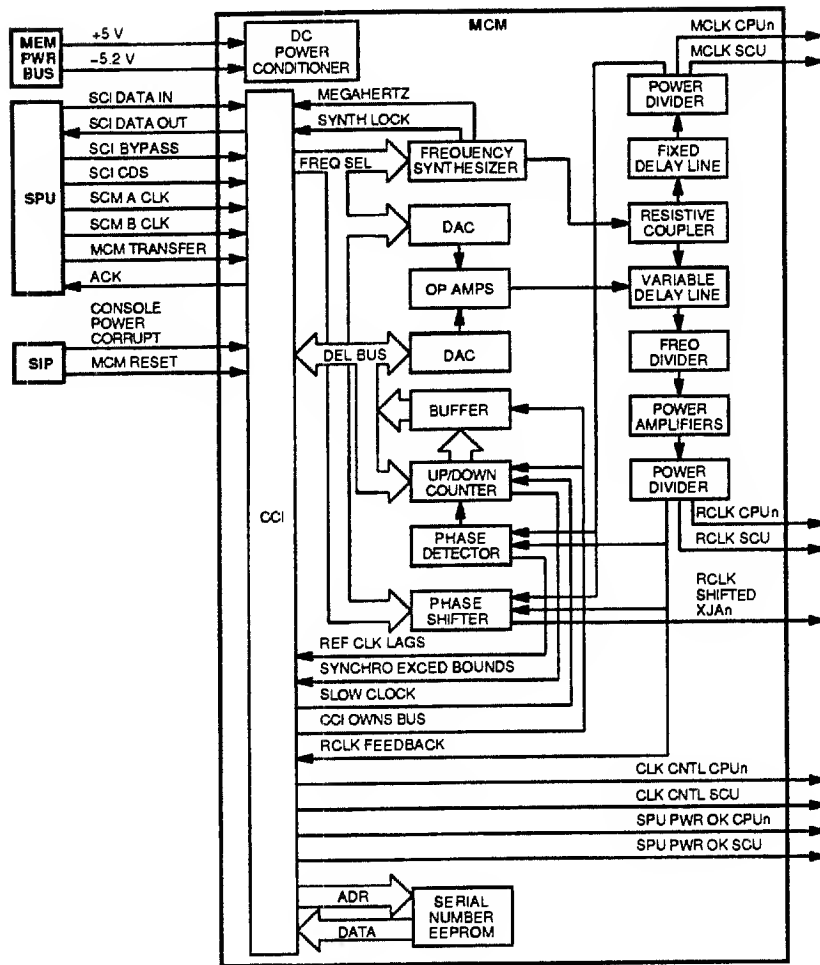 MCM
MEM
PWR
BUS
+5 V
–5.2 V
DC
POWER
CONDITIONER
MCLK CPUn
MCLK SCU
SPU
SCI DATA IN
SCI DATA OUT
SCI BYPASS
SCI CDS
SCM A CLK
SCM B CLK
MCM TRANSFER
ACK
SIP
CONSOLE
POWER
CORRUPT
MCM RESET
CCI
MEGAHERTZ
SYNTH LOCK
FREQ SEL
FREQUENCY
SYNTHESIZER
DAC
OP AMPS
DEL BUS
DAC
BUFFER
UP/DOWN
COUNTER
PHASE
DETECTOR
PHASE
SHIFTER
POWER
DIVIDER
FIXED
DELAY LINE
RESISTIVE
COUPLER
VARIABLE
DELAY LINE
FREQ
DIVIDER
POWER
AMPLIFIERS
POWER
DIVIDER
RCLK CPUn
RCLK SCU
RCLK
SHIFTED
XJAn
REF CLK LAGS
SYNCHRO EXCED BOUNDS
SLOW CLOCK
CCI OWNS BUS
RCLK FEEDBACK
CLK CNTL CPUn
CLK CNTL SCU
SPU PWR OK CPUn
SPU PWR OK SCU
ADR
DATA
SERIAL
NUMBER
EEPROM